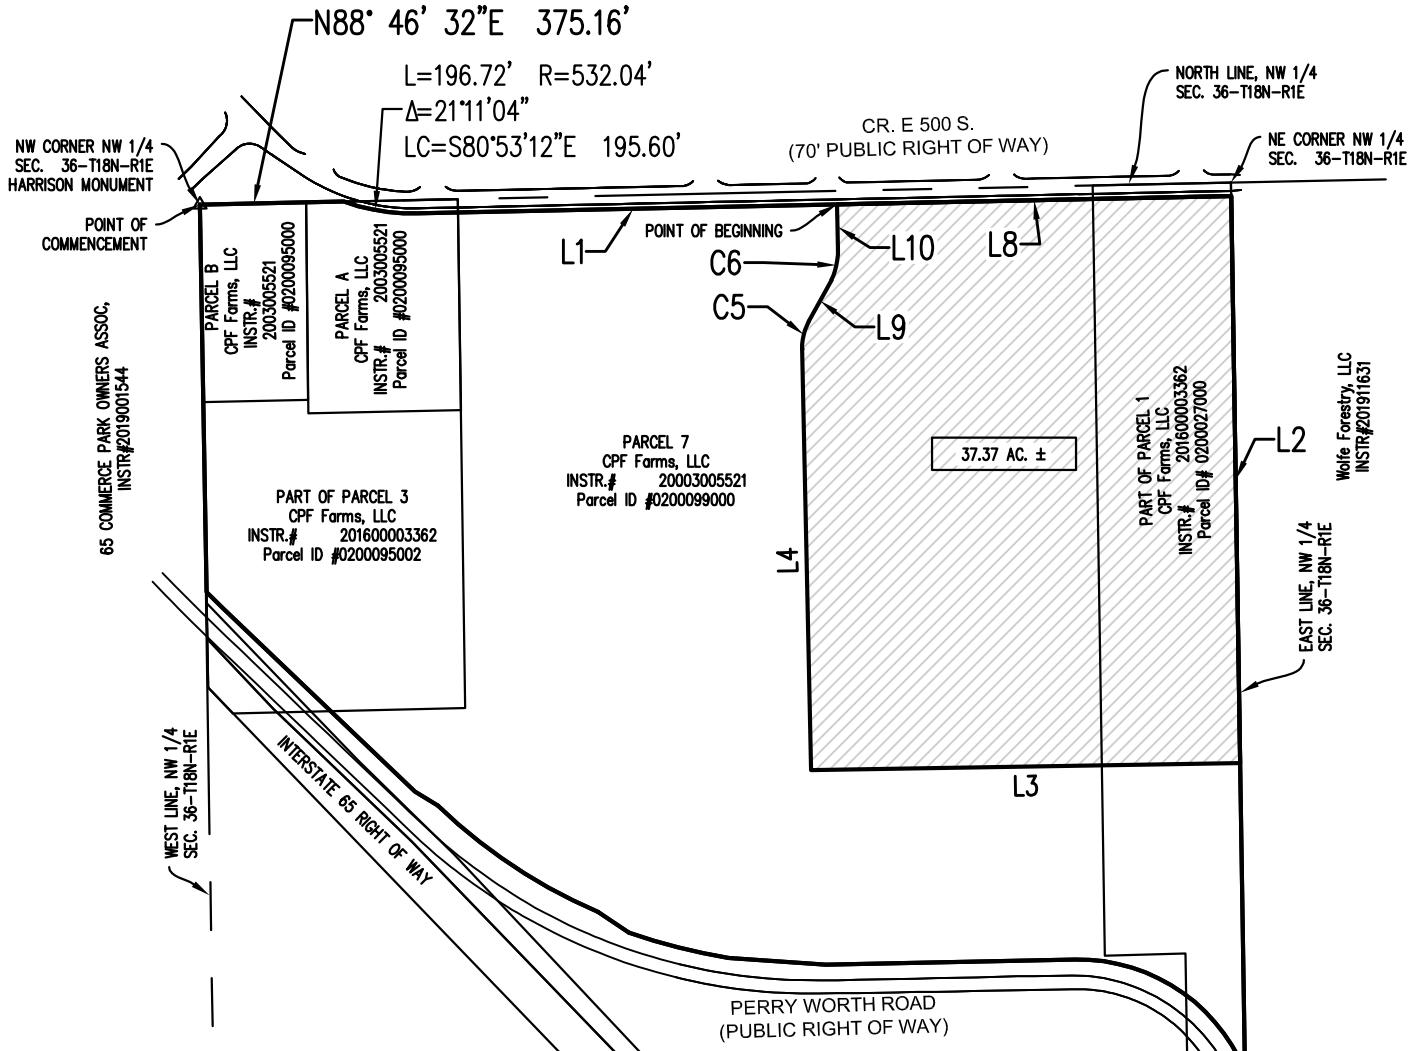 N88° 46' 32"E 375.16'
L=196.72' R=532.04'
Δ=21°11'04"
LC=S80°53'12"E 195.60'
CR. E 500 S.
(70' PUBLIC RIGHT OF WAY)
NORTH LINE, NW 1/4
SEC. 36-T18N-R1E
NE CORNER NW 1/4
SEC. 36-T18N-R1E
NW CORNER NW 1/4
SEC. 36-T18N-R1E
HARRISON MONUMENT
POINT OF
COMMENCEMENT
L1
POINT OF BEGINNING
L10
L8
C6
C5
L9
PARCEL B
CPF Farms, LLC
INSTR.#
2003005521
Parcel ID #0200095000
PARCEL A
CPF Farms, LLC
INSTR.# 2003005521
Parcel ID #0200095000
65 COMMERCE PARK OWNERS ASSOC,
INSTR#2019001544
PARCEL 7
CPF Farms, LLC
INSTR.# 20003005521
Parcel ID #0200099000
37.37 AC. ±
PART OF PARCEL 1
CPF Farms, LLC
INSTR.# 201600003362
Parcel ID# 0200027000
L2
Wolfe Forestry, LLC
INSTR#201911631
PART OF PARCEL 3
CPF Farms, LLC
INSTR.# 201600003362
Parcel ID #0200095002
L4
EAST LINE, NW 1/4
SEC. 36-T18N-R1E
L3
WEST LINE, NW 1/4
SEC. 36-T18N-R1E
INTERSTATE 65 RIGHT OF WAY
PERRY WORTH ROAD
(PUBLIC RIGHT OF WAY)